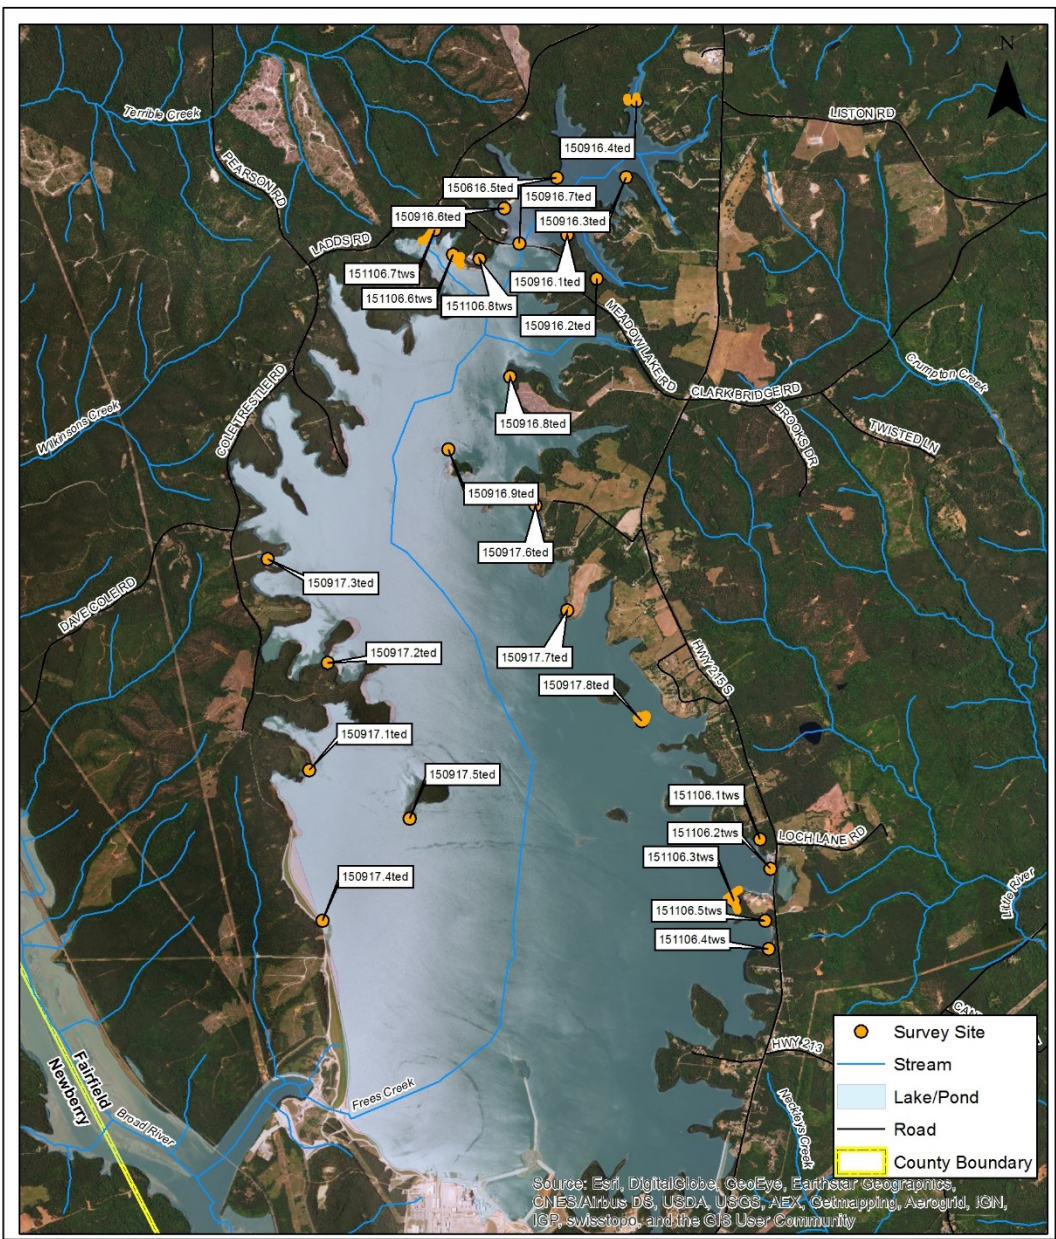 N
Terrible Creek
LISTON RD
150916.4ted
PEARSON RD
150616.5ted
150916.7ted
150916.6ted
150916.3ted
LADDS RD
151106.7tws
150916.1ted
151106.6tws
151106.8tws
150916.2ted
MEADOW LAKE RD
Crumpton Creek
CLARK BRIDGE RD
COLE TRESTLE RD
BROOKS DR
TWISTED LN
Wilkinsons Creek
150916.8ted
150916.9ted
150917.6ted
150917.3ted
DAVE COLE RD
150917.2ted
150917.7ted
HWY 215 S
150917.8ted
150917.1ted
150917.5ted
151106.1tws
151106.2tws
LOCH LANE RD
151106.3tws
150917.4ted
Little River
151106.5tws
151106.4tws
HWY 213
Survey Site
Stream
Lake/Pond
Road
County Boundary
Fairfield
Newberry
Broad River
Frees Creek
Neckleys Creek
Source: Esri, DigitalGlobe, GeoEye, Earthstar Geographics,
CNES/Airbus DS, USDA, USGS, AEX, Getmapping, Aerogrid, IGN,
IGP, swisstopo, and the GIS User Community